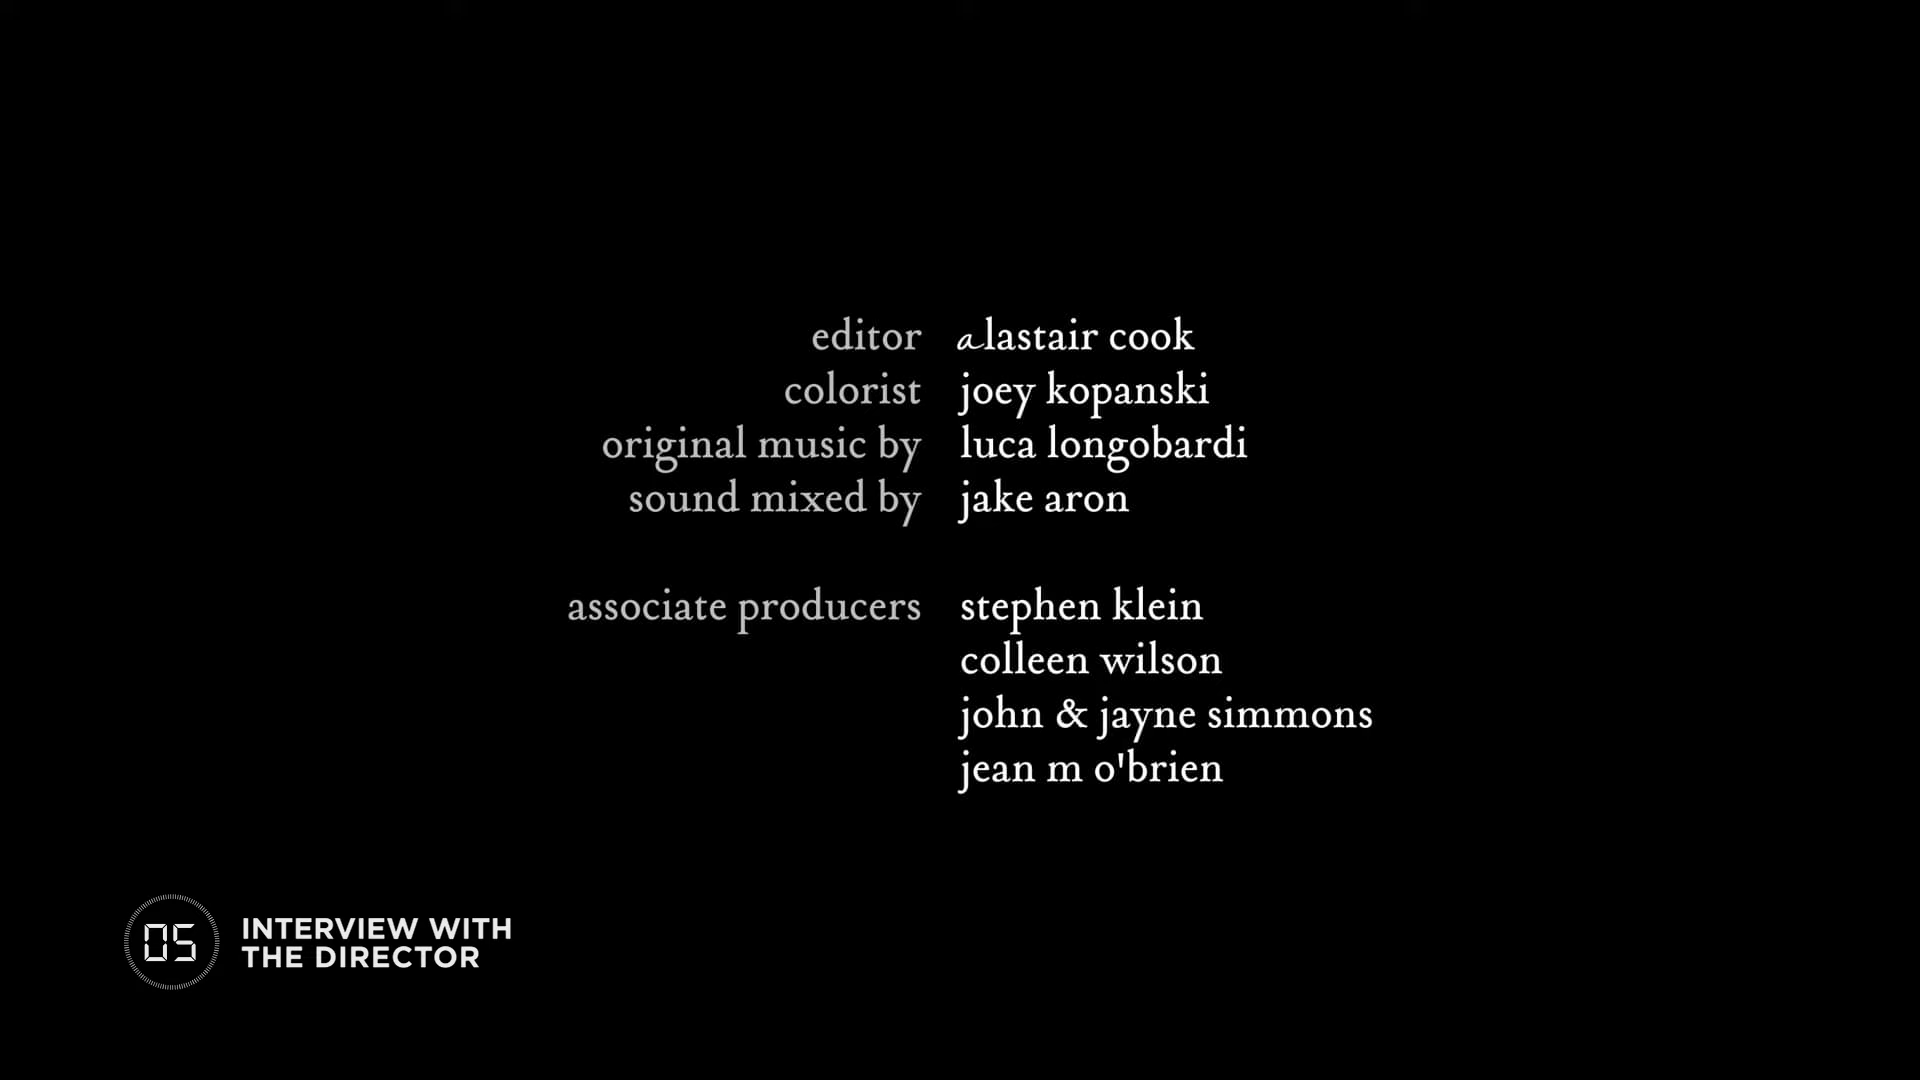 editor alastair cook
colorist joey kopanski
original music by luca longobardi
sound mixed by jake aron
associate producers stephen klein
colleen wilson
john & jayne simmons
jean m o'brien
05
INTERVIEW WITH
THE DIRECTOR